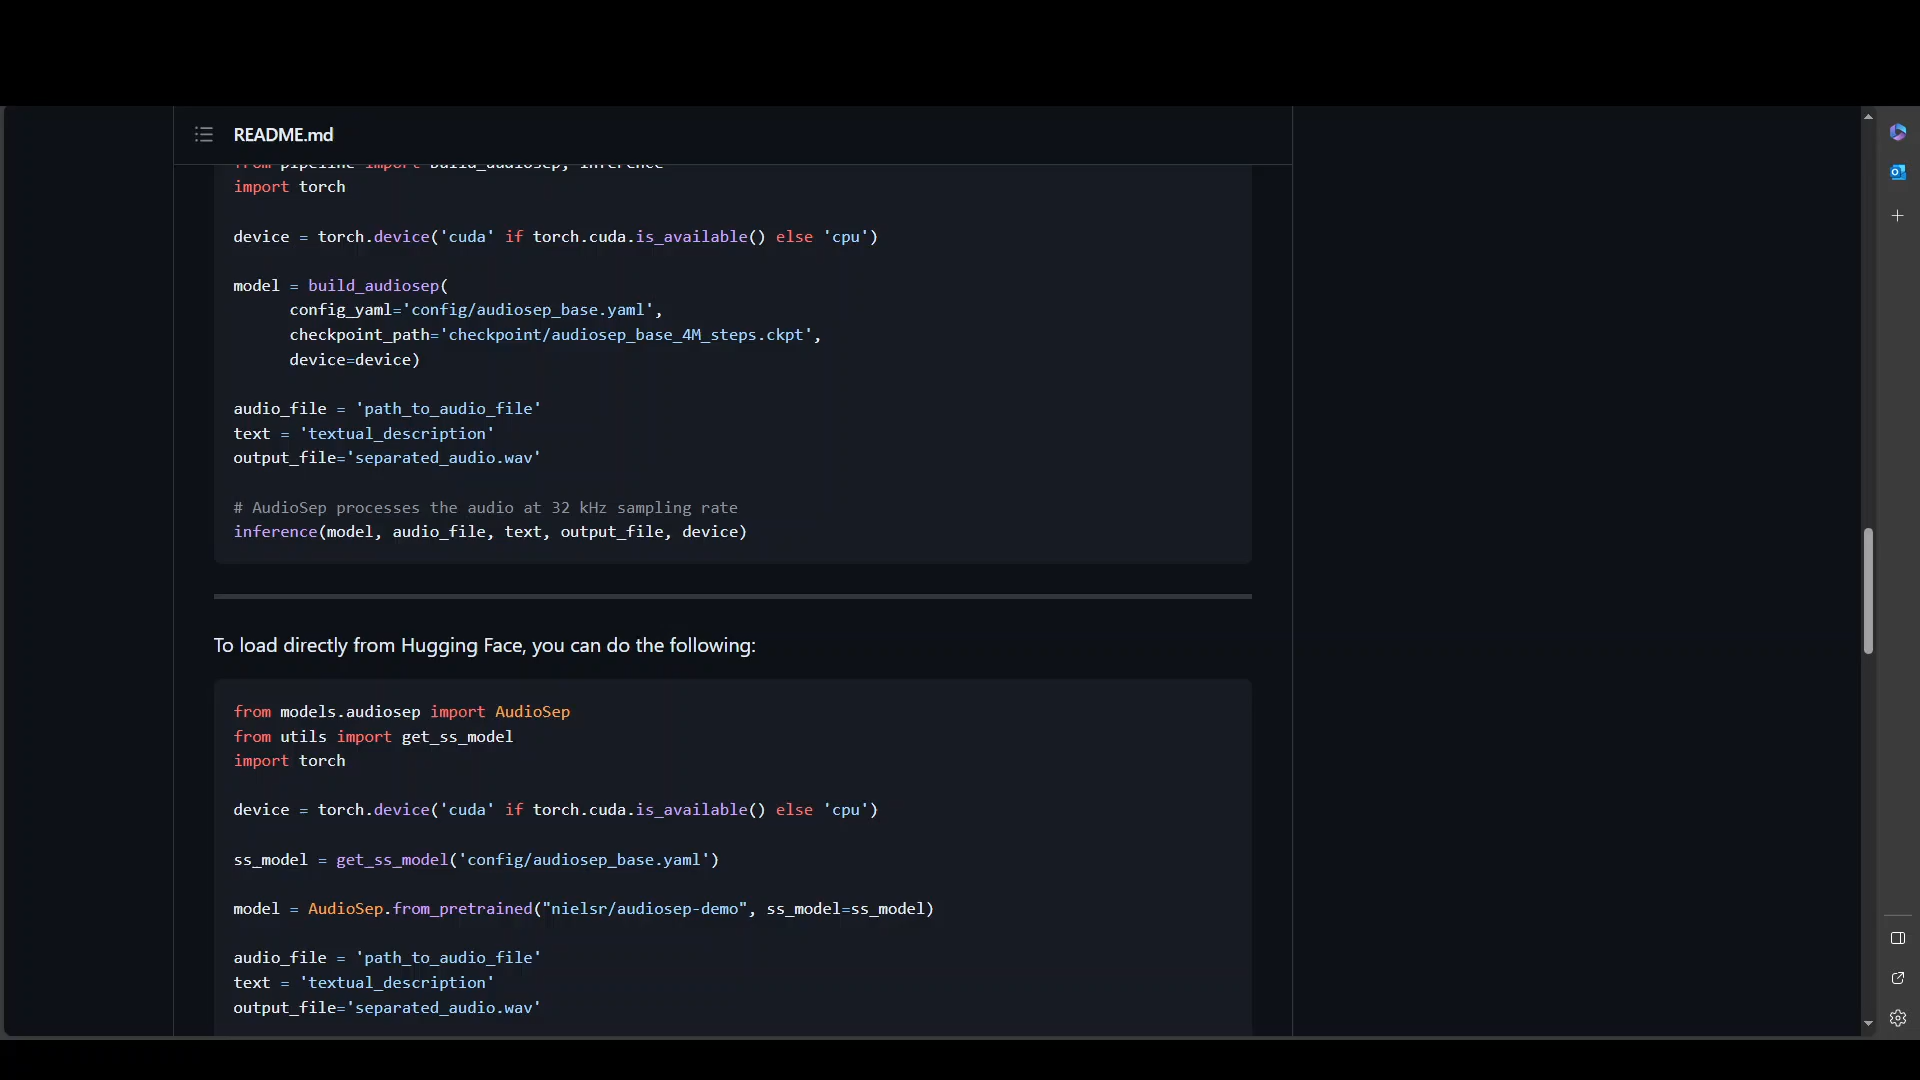 README.md
from pipeline import build_audiosep, inference
import torch
device = torch.device('cuda' if torch.cuda.is_available() else 'cpu')
model = build_audiosep(
config_yaml='config/audiosep_base.yaml',
checkpoint_path='checkpoint/audiosep_base_4M_steps.ckpt',
device=device)
audio_file = 'path_to_audio_file'
text = 'textual_description'
output_file='separated_audio.wav'
# AudioSep processes the audio at 32 kHz sampling rate
inference(model, audio_file, text, output_file, device)
To load directly from Hugging Face, you can do the following:
from models.audiosep import AudioSep
from utils import get_ss_model
import torch
device = torch.device('cuda' if torch.cuda.is_available() else 'cpu')
ss_model = get_ss_model('config/audiosep_base.yaml')
model = AudioSep.from_pretrained("nielsr/audiosep-demo", ss_model=ss_model)
audio_file = 'path_to_audio_file'
text = 'textual_description'
output_file='separated_audio.wav'